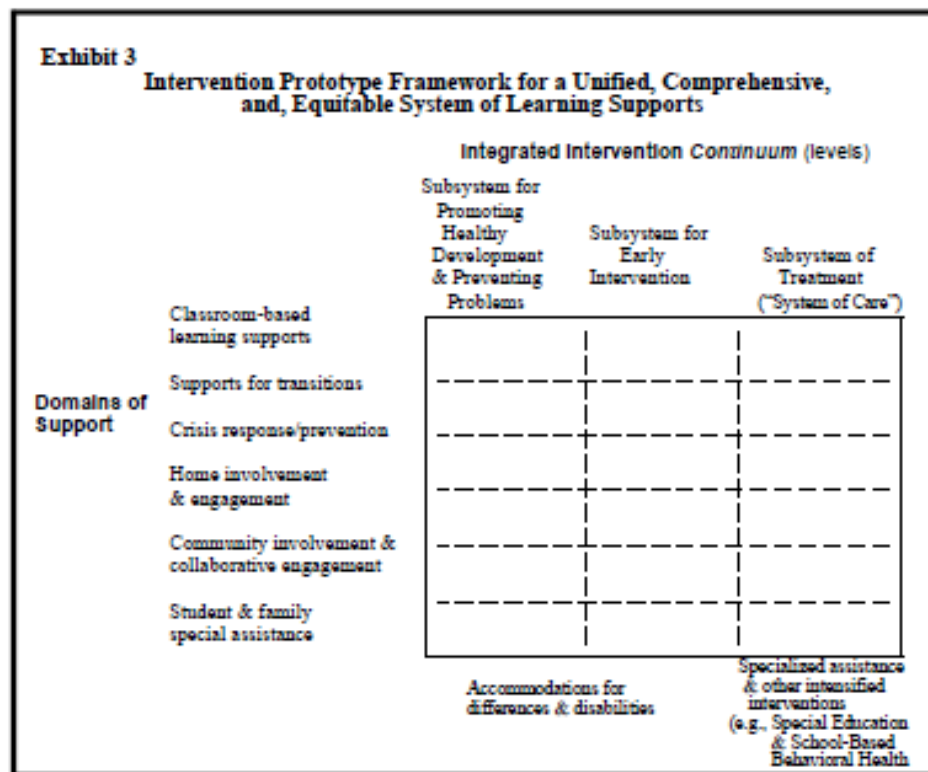 Exhibit 3
Intervention Prototype Framework for a Unified, Comprehensive,
and, Equitable System of Learning Supports
Integrated Intervention Continuum (levels)
Subsystem for
Promoting
Healthy
Development
& Preventing
Problems
Subsystem for
Early
Intervention
Subsystem of
Treatment
("System of Care")
Domains of
Support
Classroom-based
learning supports
Supports for transitions
Crisis response/prevention
Home involvement
& engagement
Community involvement &
collaborative engagement
Student & family
special assistance
Accommodations for
differences & disabilities
Specialized assistance
& other intensified
interventions
(e.g., Special Education
& School-Based
Behavioral Health